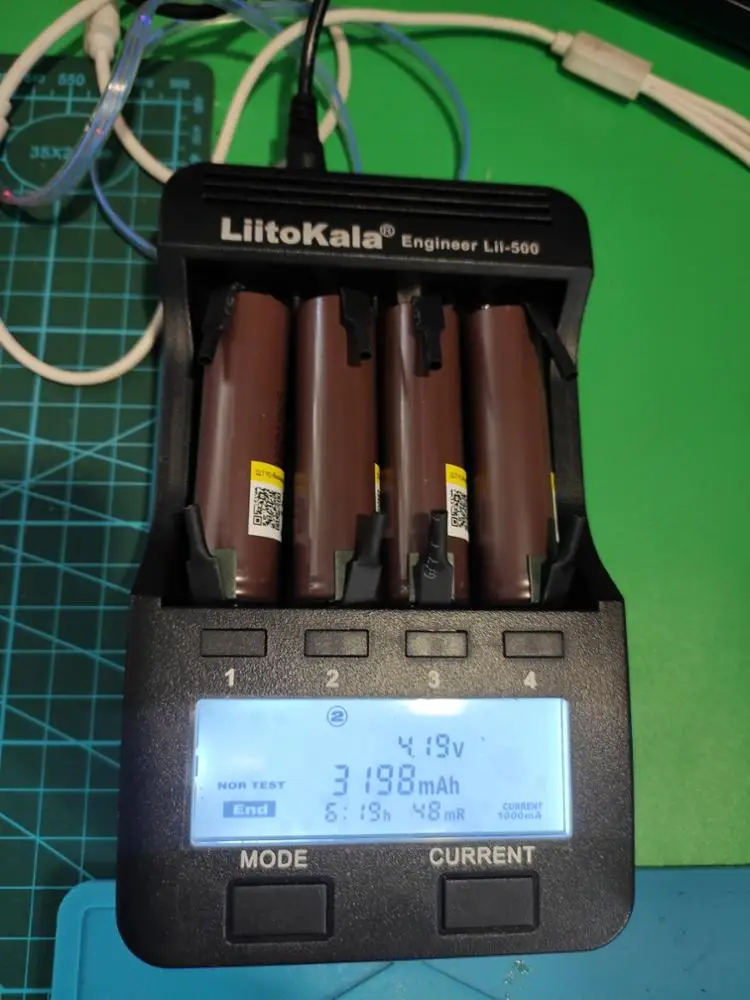 550
LiitoKala® Engineer Lii-500
1 2 3 4
②
4.19v
3198mAh
NOR TEST
End
6:19h 48mR
CURRENT
1000mA
MODE CURRENT